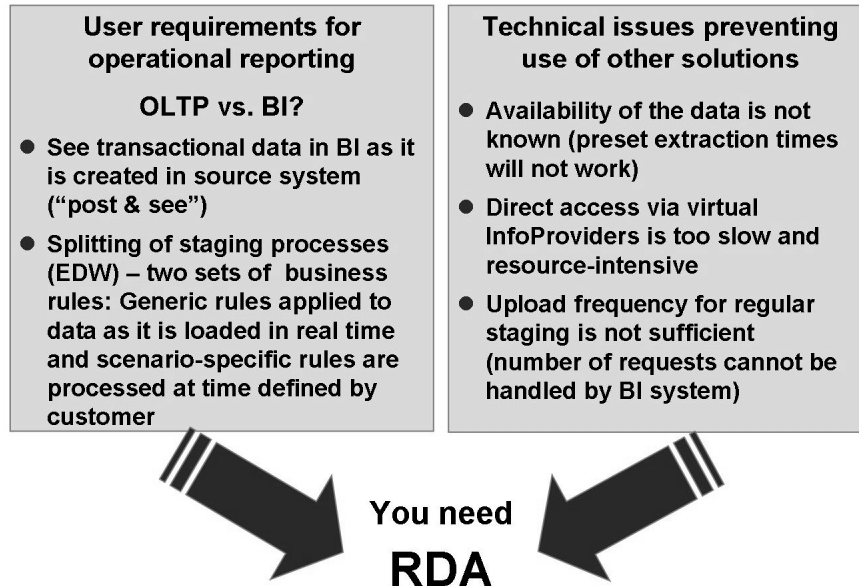 User requirements for
operational reporting
OLTP vs. BI?
● See transactional data in BI as it
is created in source system
(“post & see”)
● Splitting of staging processes
(EDW) – two sets of business
rules: Generic rules applied to
data as it is loaded in real time
and scenario-specific rules are
processed at time defined by
customer
Technical issues preventing
use of other solutions
● Availability of the data is not
known (preset extraction times
will not work)
● Direct access via virtual
InfoProviders is too slow and
resource-intensive
● Upload frequency for regular
staging is not sufficient
(number of requests cannot be
handled by BI system)
You need
RDA